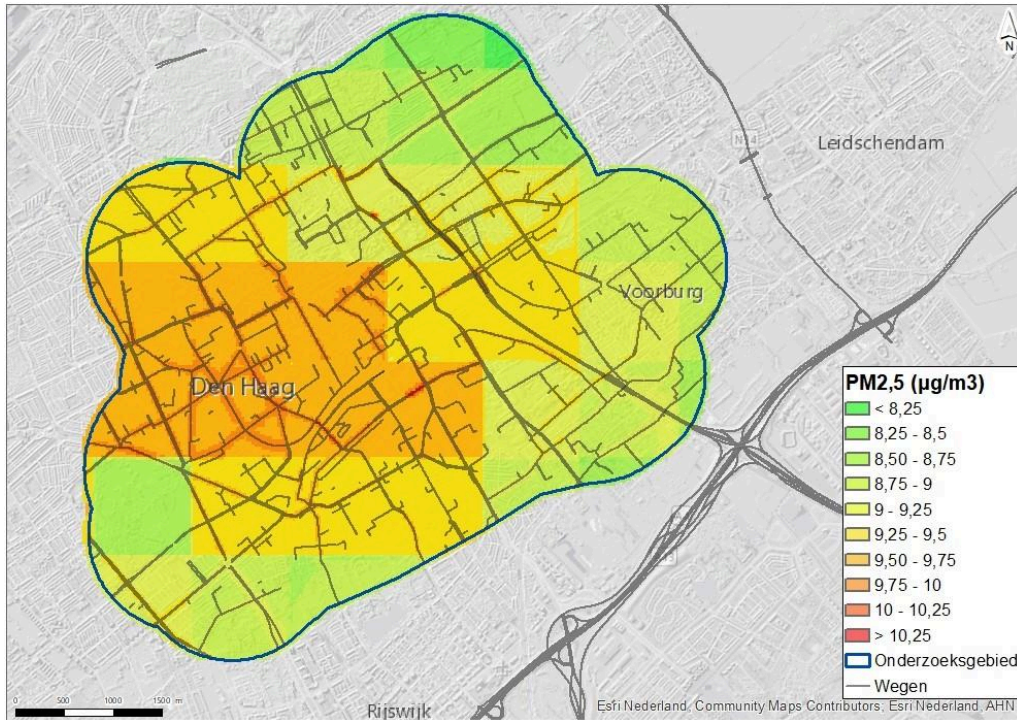 N
N14
Leidschendam
Voorburg
Den Haag
Rijswijk
PM2,5 (µg/m3)
< 8,25
8,25 - 8,5
8,50 - 8,75
8,75 - 9
9 - 9,25
9,25 - 9,5
9,50 - 9,75
9,75 - 10
10 - 10,25
> 10,25
Onderzoeksgebied
Wegen
0 500 1000 1500 m
Esri Nederland, Community Maps Contributors, Esri Nederland, AHN